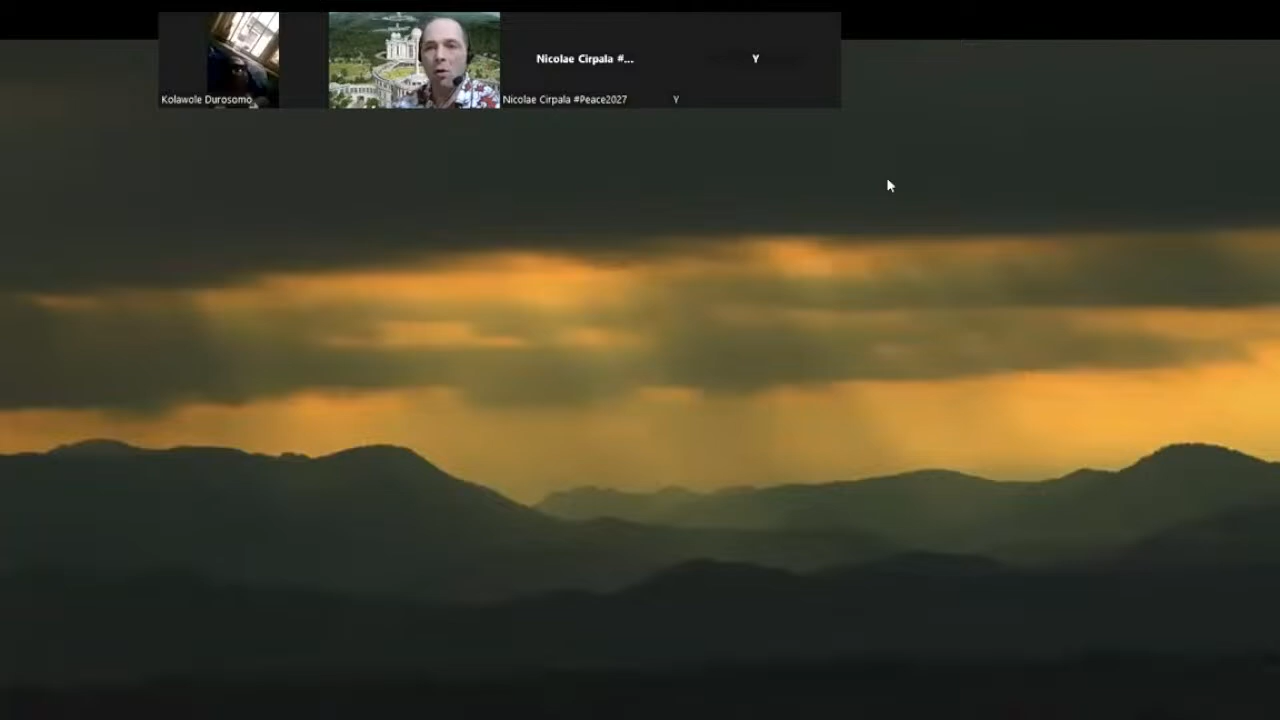 Nicolae Cirpala #...
Y
Kolawole Durosomo
Nicolae Cirpala #Peace2027
Y